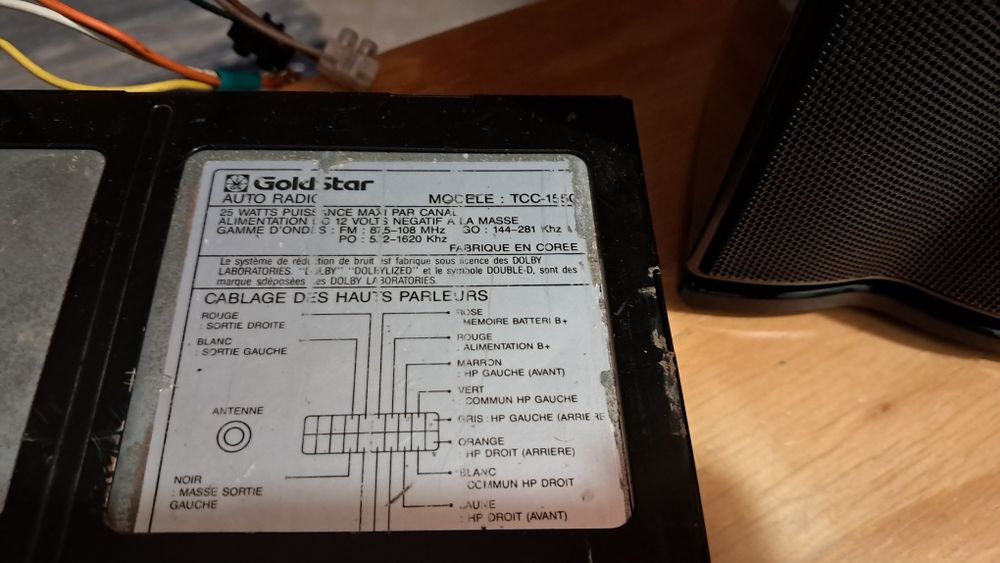 GoldStar
AUTO RADIO MODELE : TCC-155
25 WATTS PUISSANCE MAXI PAR CANAL
ALIMENTATION DC 12 VOLTS NEGATIF A LA MASSE
GAMME D'ONDES : FM : 87,5-108 MHz GO : 144-281 Khz
PO : 522-1620 Khz
FABRIQUE EN COREE
Le système de réduction de bruit est fabrique sous licence des DOLBY
LABORATORIES. "DOLBY" "DOLBYLIZED" et le symbole DOUBLE-D, sont des
marque sdéposées des DOLBY LABORATORIES.
CABLAGE DES HAUTS PARLEURS
ROUGE
: SORTIE DROITE
BLANC
: SORTIE GAUCHE
ANTENNE
NOIR
: MASSE SORTIE
GAUCHE
ROSE
: MEMOIRE BATTERI B+
ROUGE
: ALIMENTATION B+
MARRON
: HP GAUCHE (AVANT)
VERT
: COMMUN HP GAUCHE
GRIS : HP GAUCHE (ARRIERE
ORANGE
: HP DROIT (ARRIERE)
BLANC
: COMMUN HP DROIT
JAUNE
: HP DROIT (AVANT)